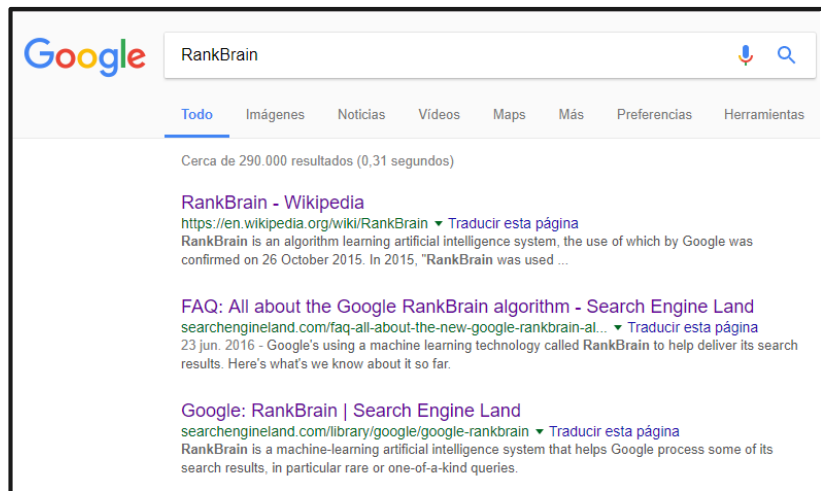 Google RankBrain
Todo Imágenes Noticias Vídeos Maps Más Preferencias Herramientas
Cerca de 290.000 resultados (0,31 segundos)
RankBrain - Wikipedia
https://en.wikipedia.org/wiki/RankBrain ▾ Traducir esta página
RankBrain is an algorithm learning artificial intelligence system, the use of which by Google was
confirmed on 26 October 2015. In 2015, "RankBrain was used ...
FAQ: All about the Google RankBrain algorithm - Search Engine Land
searchengineland.com/faq-all-about-the-new-google-rankbrain-al... ▾ Traducir esta página
23 jun. 2016 - Google's using a machine learning technology called RankBrain to help deliver its search
results. Here's what's we know about it so far.
Google: RankBrain | Search Engine Land
searchengineland.com/library/google/google-rankbrain ▾ Traducir esta página
RankBrain is a machine-learning artificial intelligence system that helps Google process some of its
search results, in particular rare or one-of-a-kind queries.